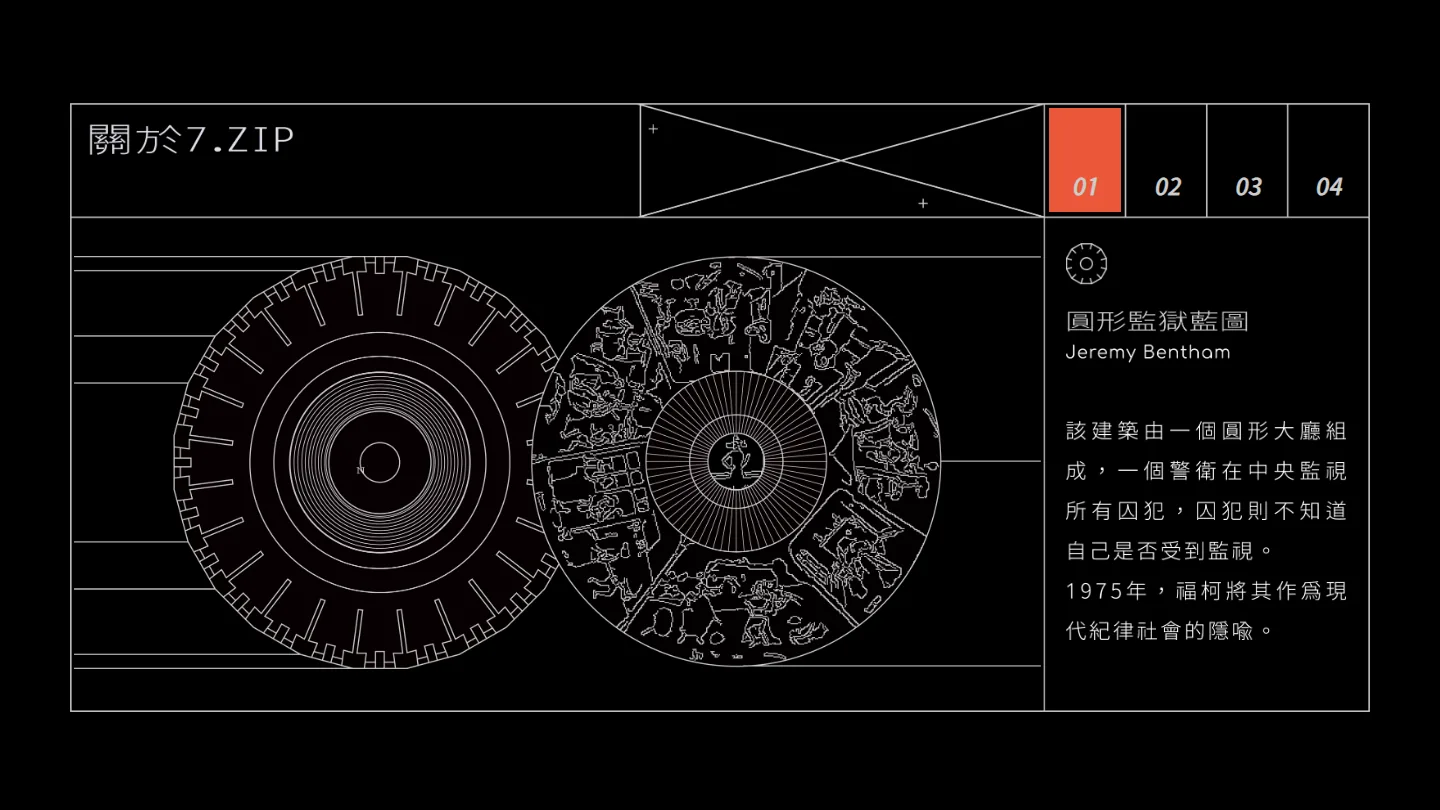 關於7.ZIP
01 02 03 04
N
圓形監獄藍圖
Jeremy Bentham
該建築由一個圓形大廳組
成，一個警衛在中央監視
所有囚犯，囚犯則不知道
自己是否受到監視。
1975年，福柯將其作為現
代紀律社會的隱喩。